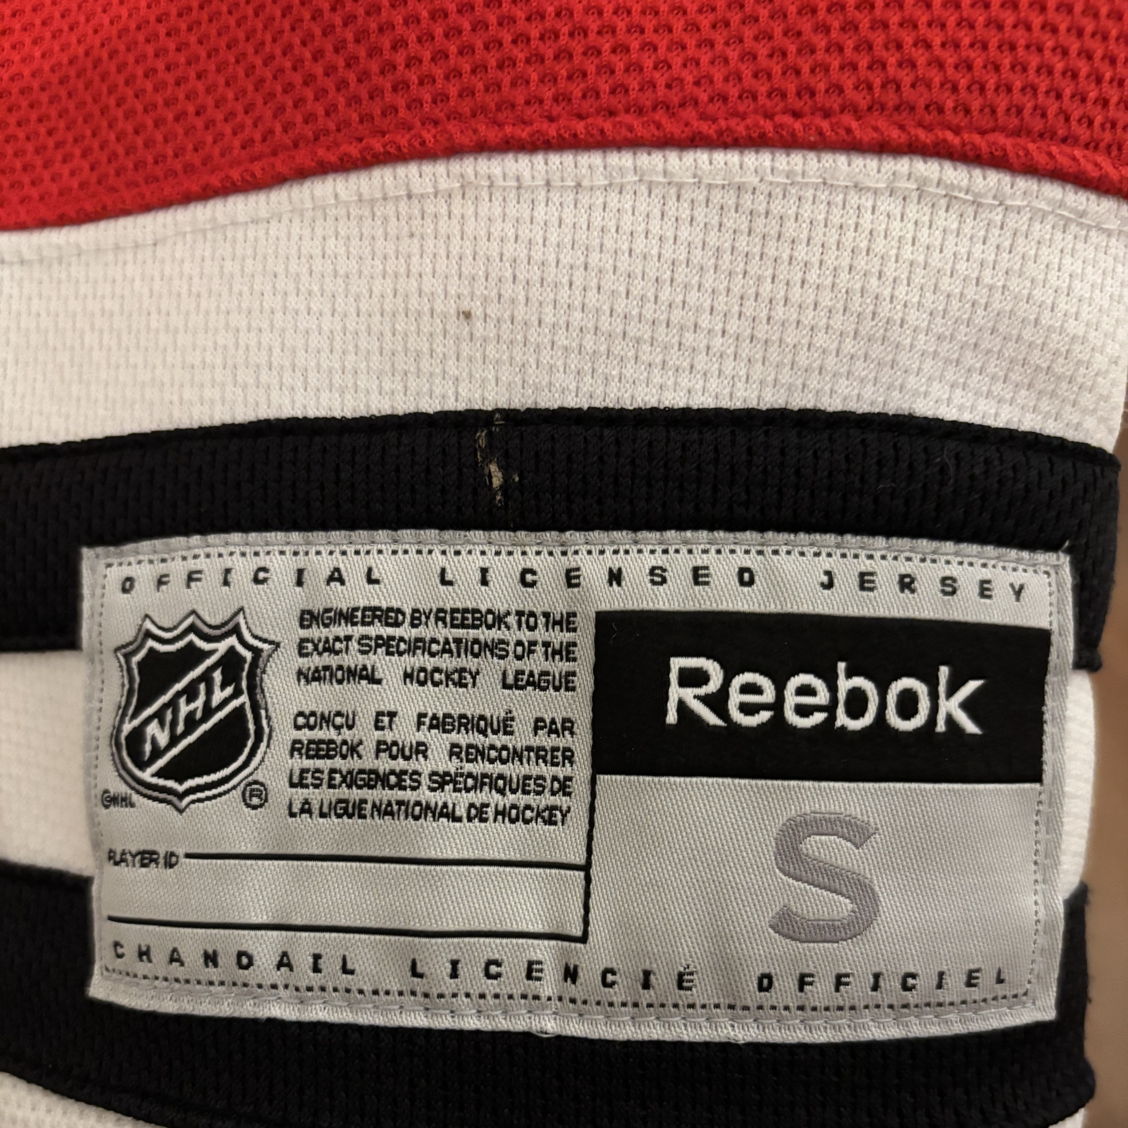 OFFICIAL LICENSED JERSEY
NHL
©NHL
®
ENGINEERED BY REEBOK TO THE
EXACT SPECIFICATIONS OF THE
NATIONAL HOCKEY LEAGUE
CONÇU ET FABRIQUÉ PAR
REEBOK POUR RENCONTRER
LES EXIGENCES SPÉCIFIQUES DE
LA LIGUE NATIONAL DE HOCKEY
PLAYER ID
Reebok
S
CHANDAIL LICENCIÉ OFFICIEL